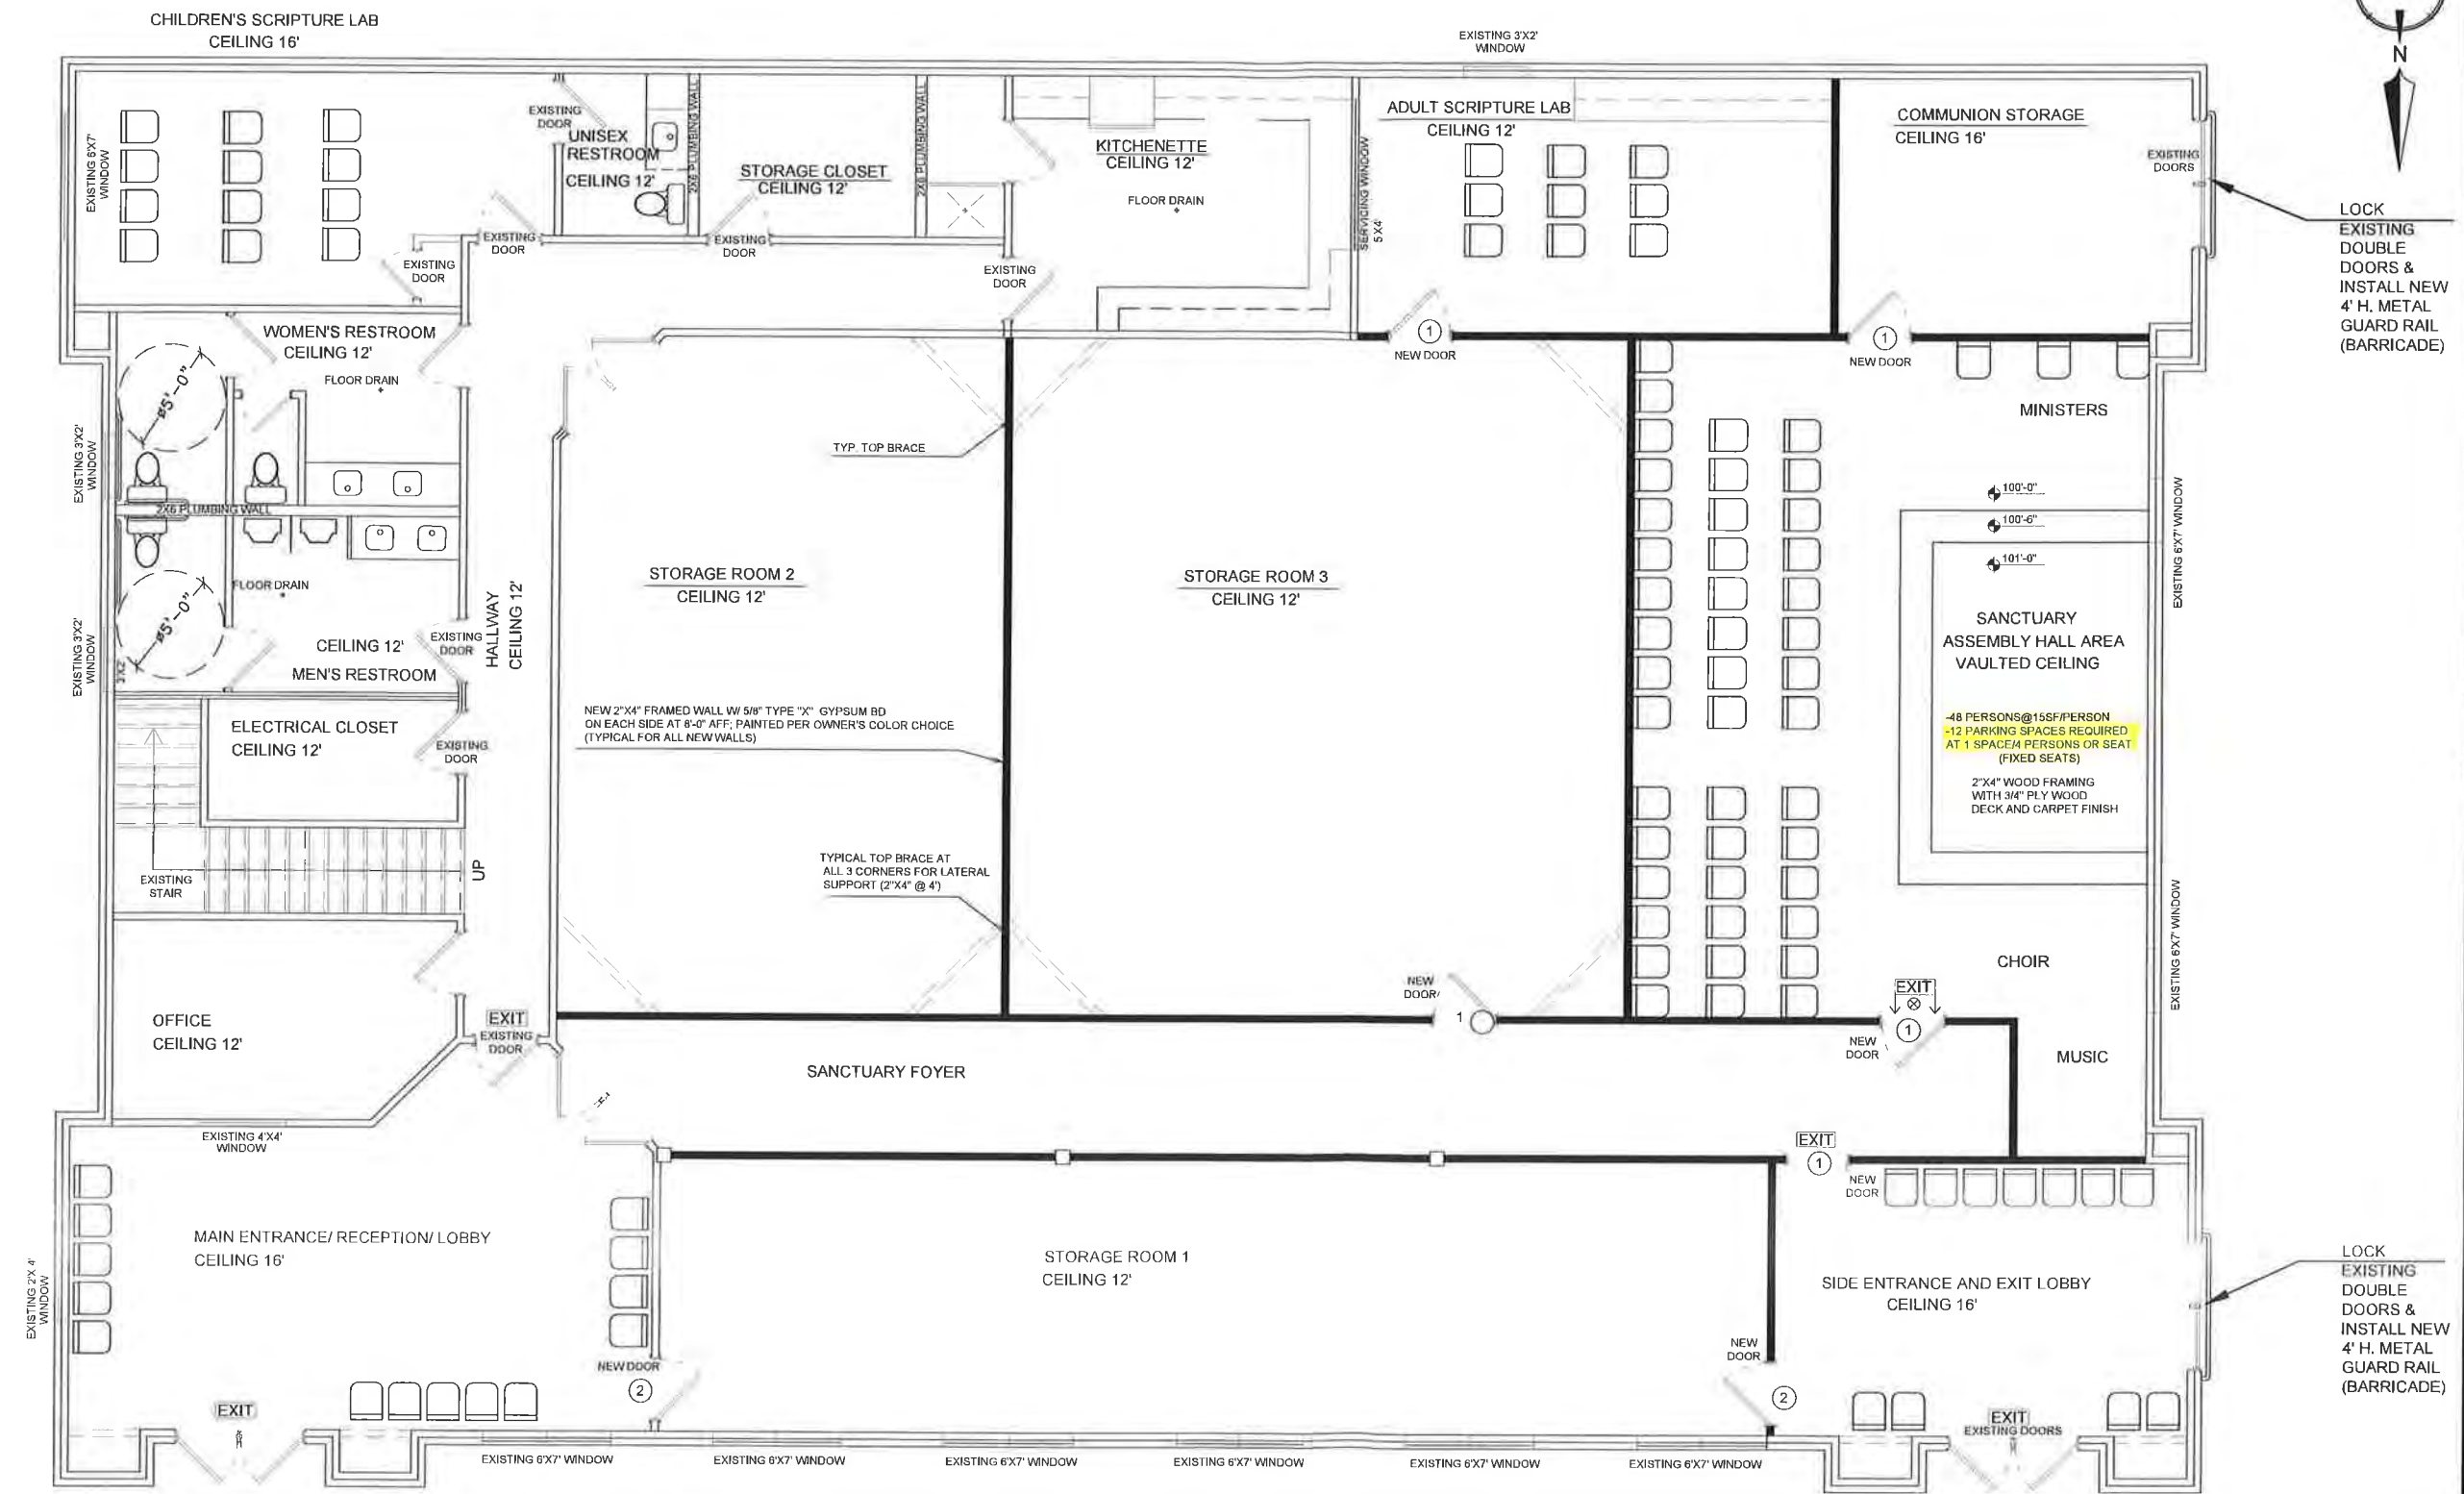 CHILDREN'S SCRIPTURE LAB
CEILING 16'
EXISTING 3'X2'
WINDOW
N
EXISTING 6'X7'
WINDOW
EXISTING
DOOR
UNISEX
RESTROOM
CEILING 12'
2X6 PLUMBING WALL
STORAGE CLOSET
CEILING 12'
2X6 PLUMBING WALL
KITCHENETTE
CEILING 12'
FLOOR DRAIN
SERVICING WINDOW
5'X4'
ADULT SCRIPTURE LAB
CEILING 12'
COMMUNION STORAGE
CEILING 16'
EXISTING
DOORS
LOCK
EXISTING
DOUBLE
DOORS &
INSTALL NEW
4' H. METAL
GUARD RAIL
(BARRICADE)
EXISTING
DOOR
EXISTING
DOOR
EXISTING
DOOR
EXISTING
DOOR
WOMEN'S RESTROOM
CEILING 12'
FLOOR DRAIN
ø5'-0"
1
NEW DOOR
1
NEW DOOR
MINISTERS
EXISTING 3'X2'
WINDOW
TYP. TOP BRACE
2X6 PLUMBING WALL
100'-0"
100'-6"
101'-0"
EXISTING 6'X7' WINDOW
FLOOR DRAIN
ø5'-0"
STORAGE ROOM 2
CEILING 12'
STORAGE ROOM 3
CEILING 12'
HALLWAY
CEILING 12'
SANCTUARY
ASSEMBLY HALL AREA
VAULTED CEILING
EXISTING 3'X2'
WINDOW
3'X2'
CEILING 12'
MEN'S RESTROOM
EXISTING
DOOR
NEW 2"X4" FRAMED WALL W/ 5/8" TYPE "X" GYPSUM BD
ON EACH SIDE AT 8'-0" AFF; PAINTED PER OWNER'S COLOR CHOICE
(TYPICAL FOR ALL NEW WALLS)
-48 PERSONS@15SF/PERSON
-12 PARKING SPACES REQUIRED
AT 1 SPACE/4 PERSONS OR SEAT
(FIXED SEATS)
2"X4" WOOD FRAMING
WITH 3/4" PLY WOOD
DECK AND CARPET FINISH
ELECTRICAL CLOSET
CEILING 12'
EXISTING
DOOR
UP
EXISTING
STAIR
TYPICAL TOP BRACE AT
ALL 3 CORNERS FOR LATERAL
SUPPORT (2"X4" @ 4')
EXISTING 6'X7' WINDOW
CHOIR
NEW
DOOR
1
EXIT
1
NEW
DOOR
MUSIC
OFFICE
CEILING 12'
EXIT
EXISTING
DOOR
SANCTUARY FOYER
EXISTING 4'X4'
WINDOW
EXIT
1
NEW
DOOR
MAIN ENTRANCE/ RECEPTION/ LOBBY
CEILING 16'
STORAGE ROOM 1
CEILING 12'
SIDE ENTRANCE AND EXIT LOBBY
CEILING 16'
LOCK
EXISTING
DOUBLE
DOORS &
INSTALL NEW
4' H. METAL
GUARD RAIL
(BARRICADE)
EXISTING 2'X 4'
WINDOW
NEW DOOR
2
NEW
DOOR
2
EXIT
EXIT
EXISTING DOORS
EXISTING 6'X7' WINDOW
EXISTING 6'X7' WINDOW
EXISTING 6'X7' WINDOW
EXISTING 6'X7' WINDOW
EXISTING 6'X7' WINDOW
EXISTING 6'X7' WINDOW